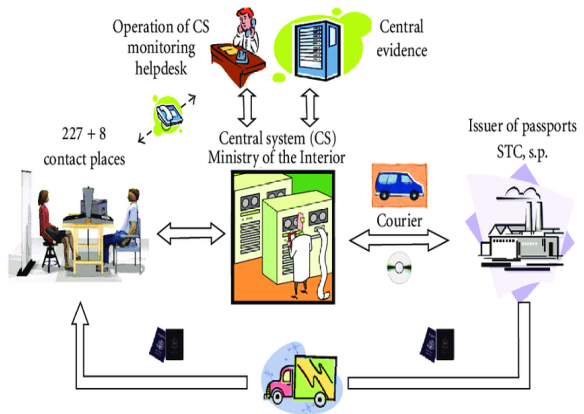 Operation of CS
monitoring
helpdesk
Central
evidence
227 + 8
contact places
Central system (CS)
Ministry of the Interior
Issuer of passports
STC, s.p.
Courier